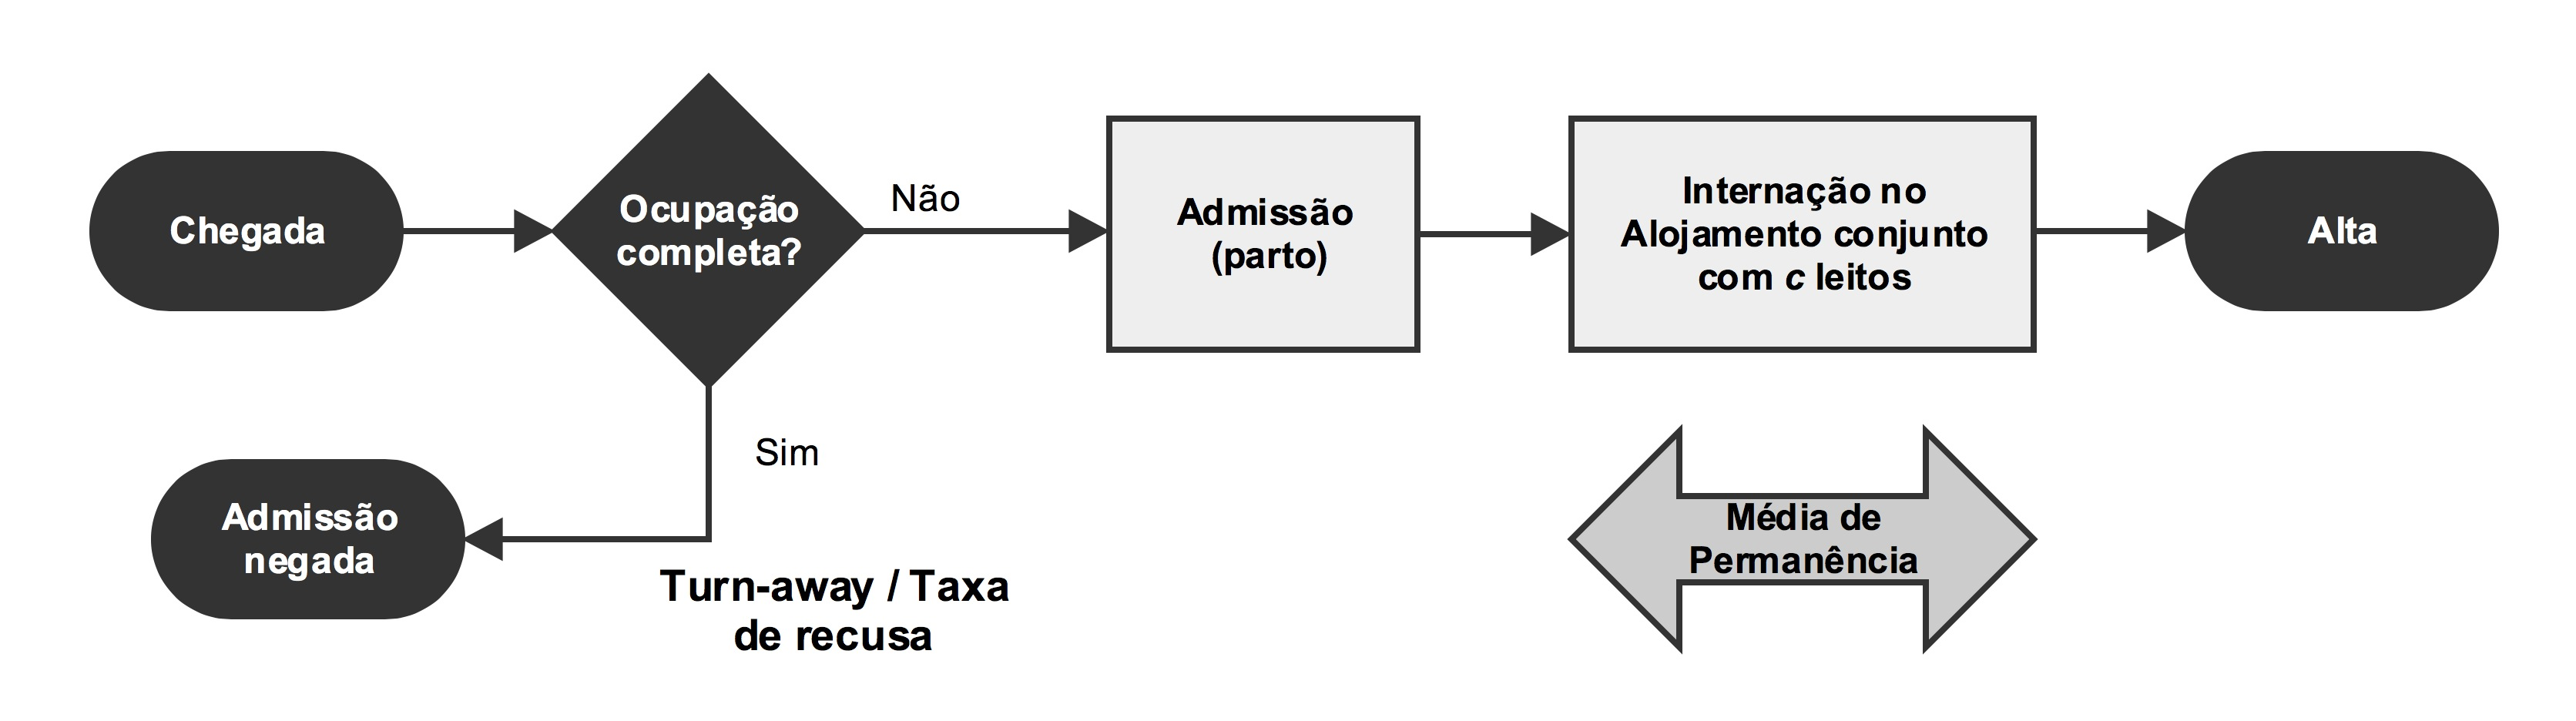 Chegada
Ocupação
completa?
Não
Admissão
(parto)
Internação no
Alojamento conjunto
com c leitos
Alta
Sim
Admissão
negada
Turn-away / Taxa
de recusa
Média de
Permanência